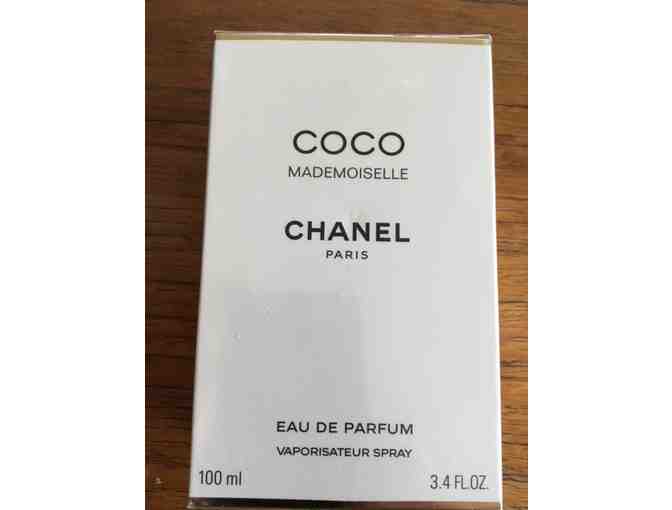 COCO
MADEMOISELLE
CHANEL
PARIS
EAU DE PARFUM
VAPORISATEUR SPRAY
100 ml 3.4 FL.OZ.